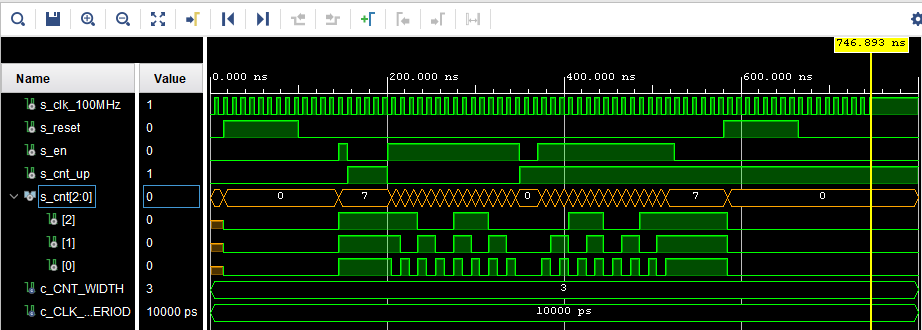 746.893 ns
Name Value
0.000 ns 200.000 ns 400.000 ns 600.000 ns
s_clk_100MHz 1
s_reset 0
s_en 0
s_cnt_up 1
s_cnt[2:0] 0 0 7 0 7 0
[2] 0
[1] 0
[0] 0
c_CNT_WIDTH 3 3
c_CLK_...ERIOD 10000 ps 10000 ps